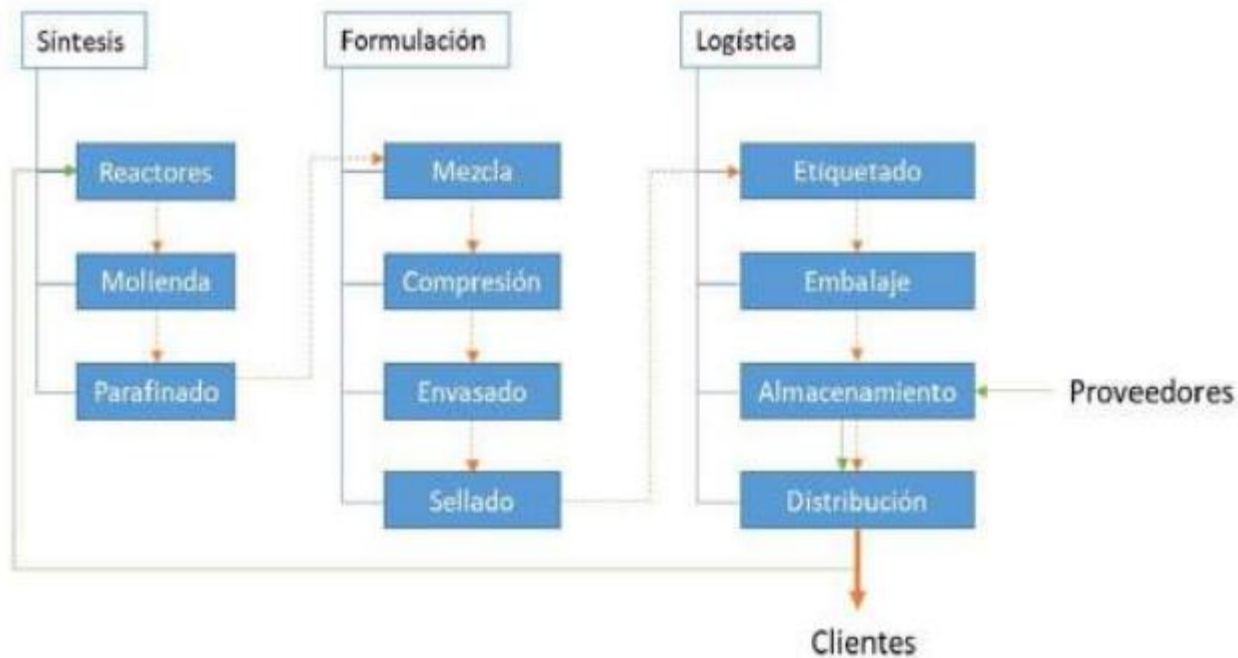 Síntesis
Reactores
Molienda
Parafinado
Formulación
Mezcla
Compresión
Envasado
Sellado
Logística
Etiquetado
Embalaje
Almacenamiento
Distribución
Proveedores
Clientes